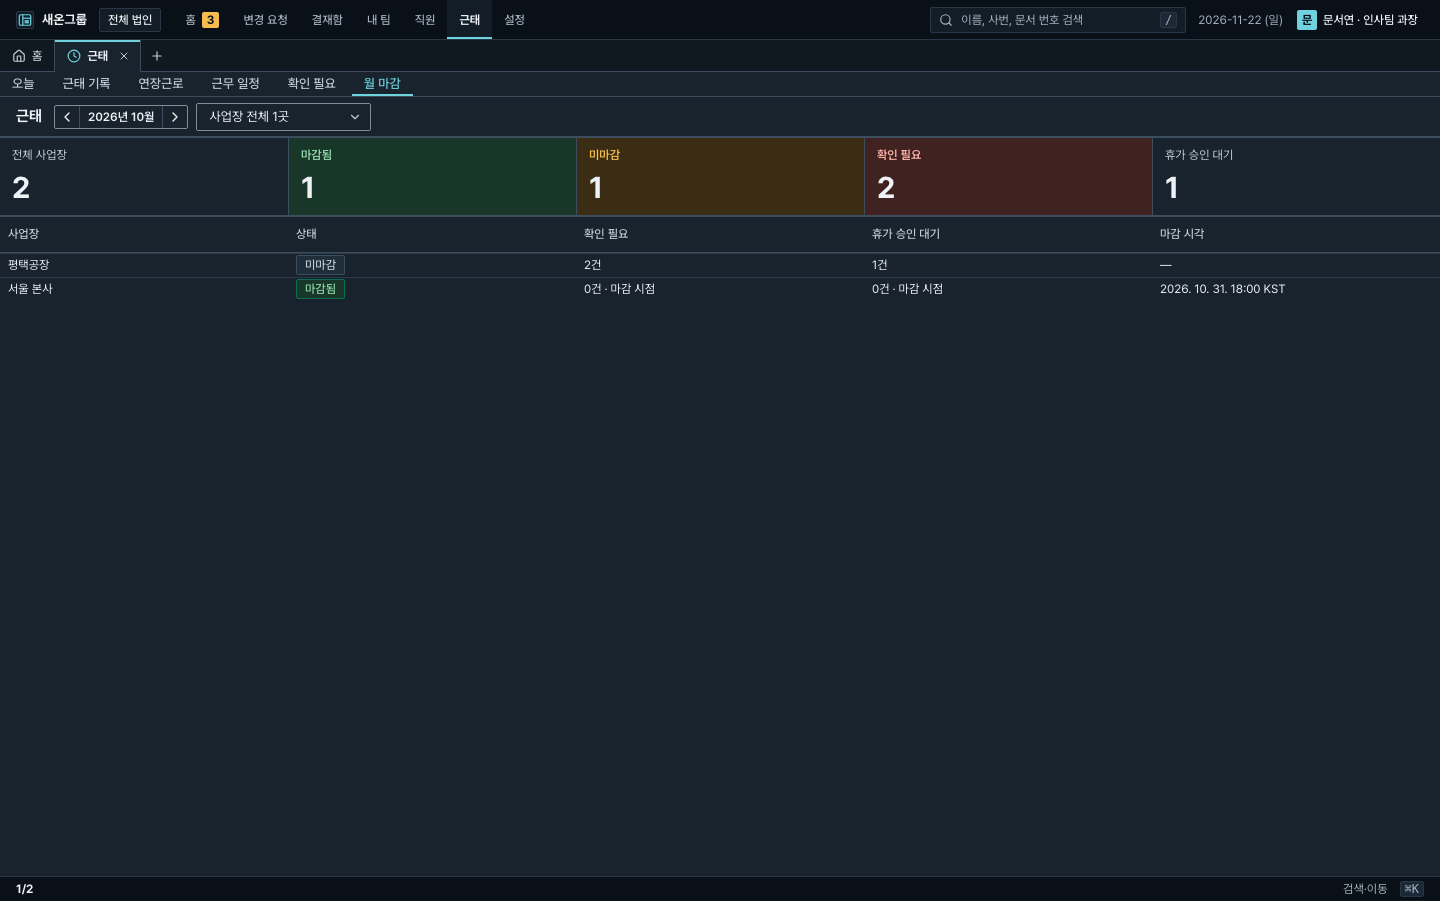 새온그룹 전체 법인 홈 3 변경 요청 결재함 내 팀 직원 근태 설정 이름, 사번, 문서 번호 검색 / 2026-11-22 (일) 문 문서연 · 인사팀 과장
홈 근태
오늘 근태 기록 연장근로 근무 일정 확인 필요 월 마감
근태 2026년 10월 사업장 전체 1곳
전체 사업장 마감됨 미마감 확인 필요 휴가 승인 대기
2 1 1 2 1
사업장 상태 확인 필요 휴가 승인 대기 마감 시각
평택공장 미마감 2건 1건 —
서울 본사 마감됨 0건 · 마감 시점 0건 · 마감 시점 2026. 10. 31. 18:00 KST
1/2 검색·이동 ⌘K